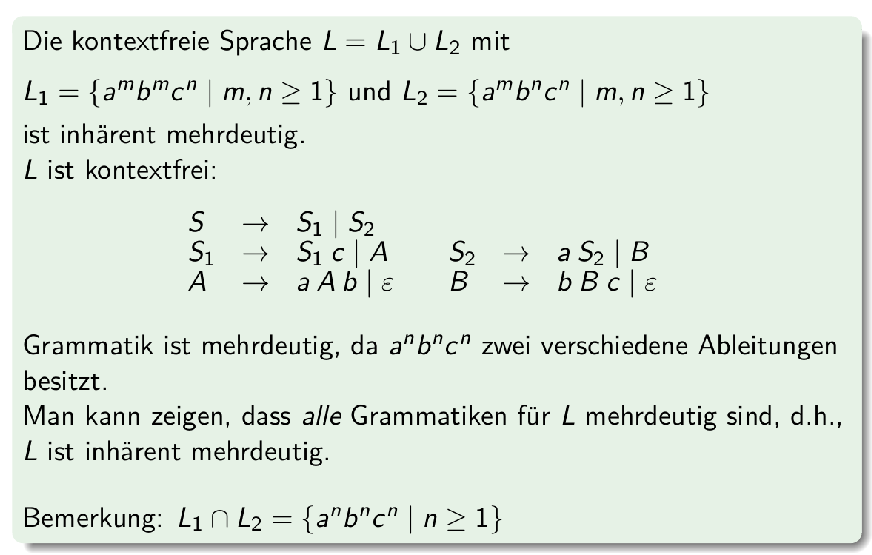 Die kontextfreie Sprache L = L₁ ∪ L₂ mit
L₁ = {aᵐbᵐcⁿ | m, n ≥ 1} und L₂ = {aᵐbⁿcⁿ | m, n ≥ 1}
ist inhärent mehrdeutig.
L ist kontextfrei:
S → S₁ | S₂
S₁ → S₁ c | A S₂ → a S₂ | B
A → a A b | ε B → b B c | ε
Grammatik ist mehrdeutig, da aⁿbⁿcⁿ zwei verschiedene Ableitungen
besitzt.
Man kann zeigen, dass alle Grammatiken für L mehrdeutig sind, d.h.,
L ist inhärent mehrdeutig.
Bemerkung: L₁ ∩ L₂ = {aⁿbⁿcⁿ | n ≥ 1}